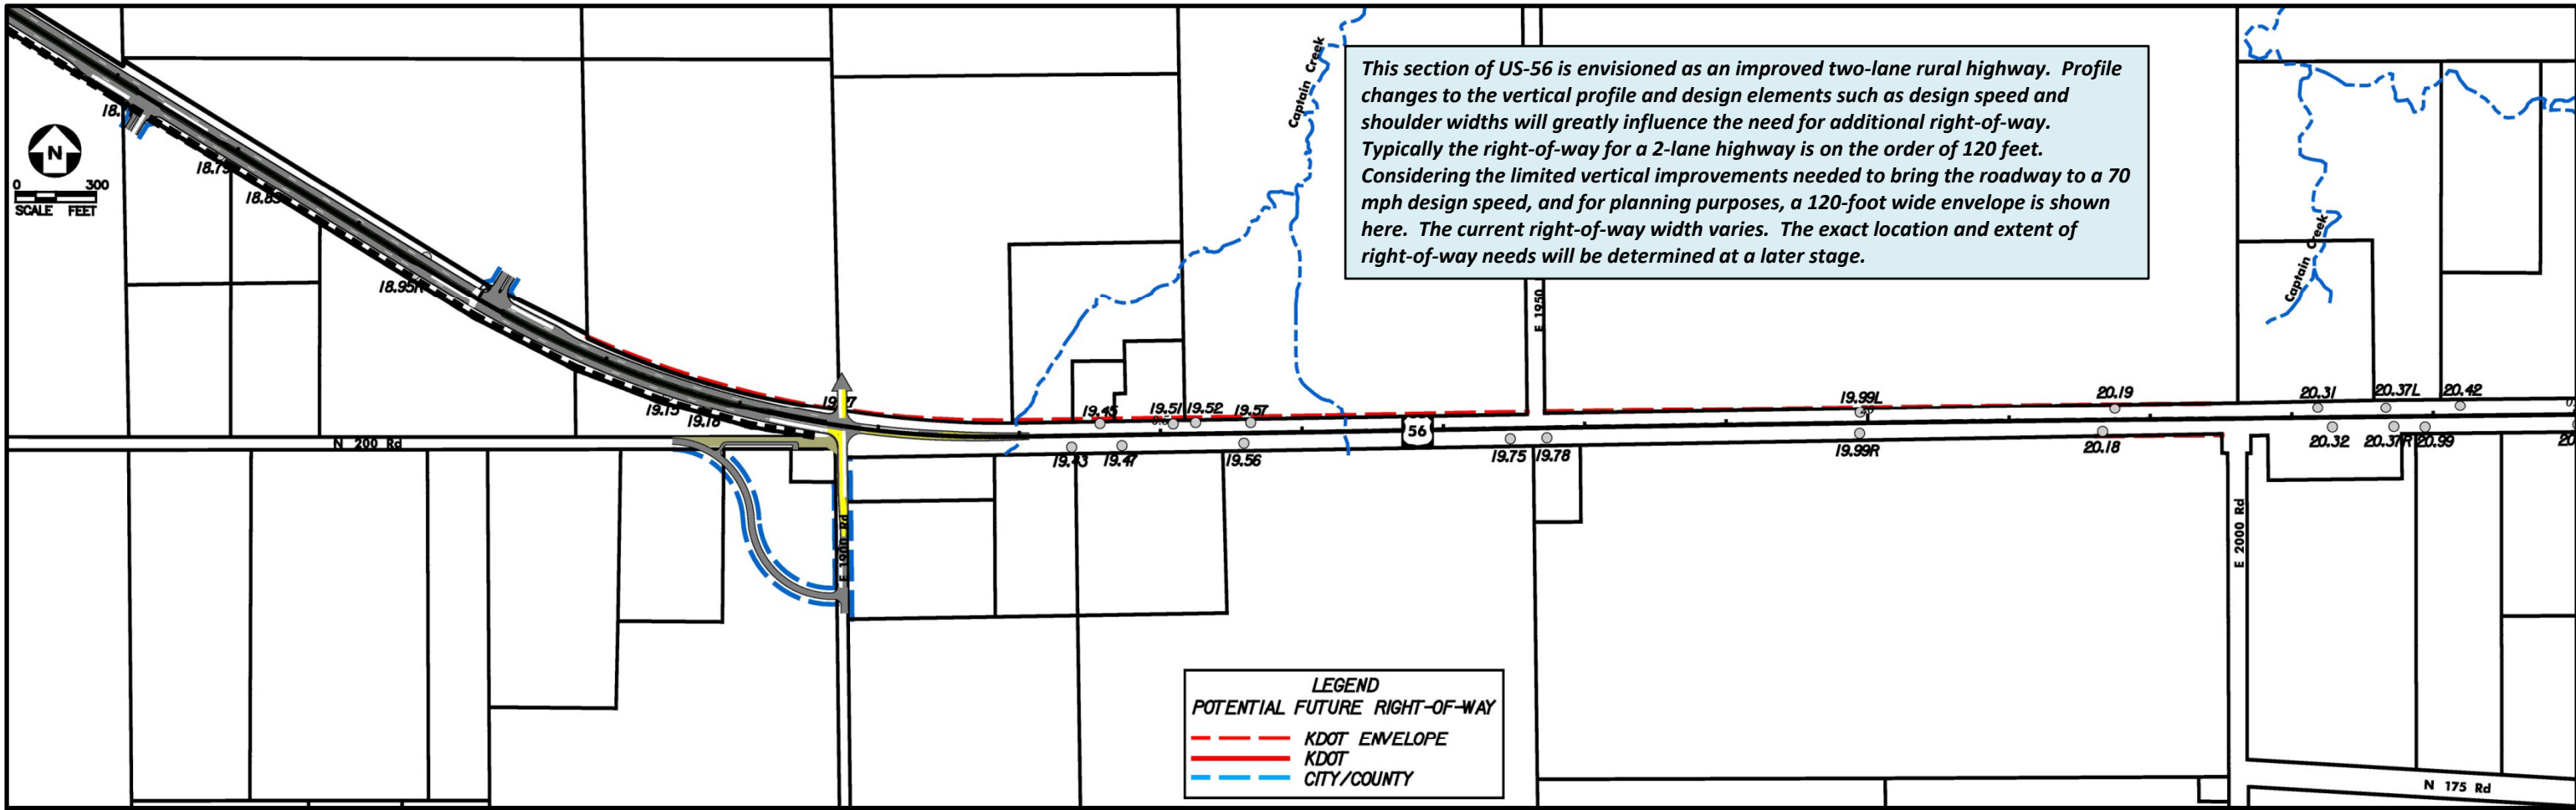 This section of US-56 is envisioned as an improved two-lane rural highway. Profile
changes to the vertical profile and design elements such as design speed and
shoulder widths will greatly influence the need for additional right-of-way.
Typically the right-of-way for a 2-lane highway is on the order of 120 feet.
Considering the limited vertical improvements needed to bring the roadway to a 70
mph design speed, and for planning purposes, a 120-foot wide envelope is shown
here. The current right-of-way width varies. The exact location and extent of
right-of-way needs will be determined at a later stage.
Captain Creek
Captain Creek
N
0 300
SCALE FEET
18.95R
E 1950
19.15
19.18
19.45
19.51
19.52
19.57
19.99L
20.19
20.31
20.37L
20.42
56
N 200 Rd
19.43
19.47
19.56
19.75
19.78
19.99R
20.18
20.32
20.37R
20.99
E 1900 Rd
E 2000 Rd
LEGEND
POTENTIAL FUTURE RIGHT-OF-WAY
KDOT ENVELOPE
KDOT
CITY/COUNTY
N 175 Rd